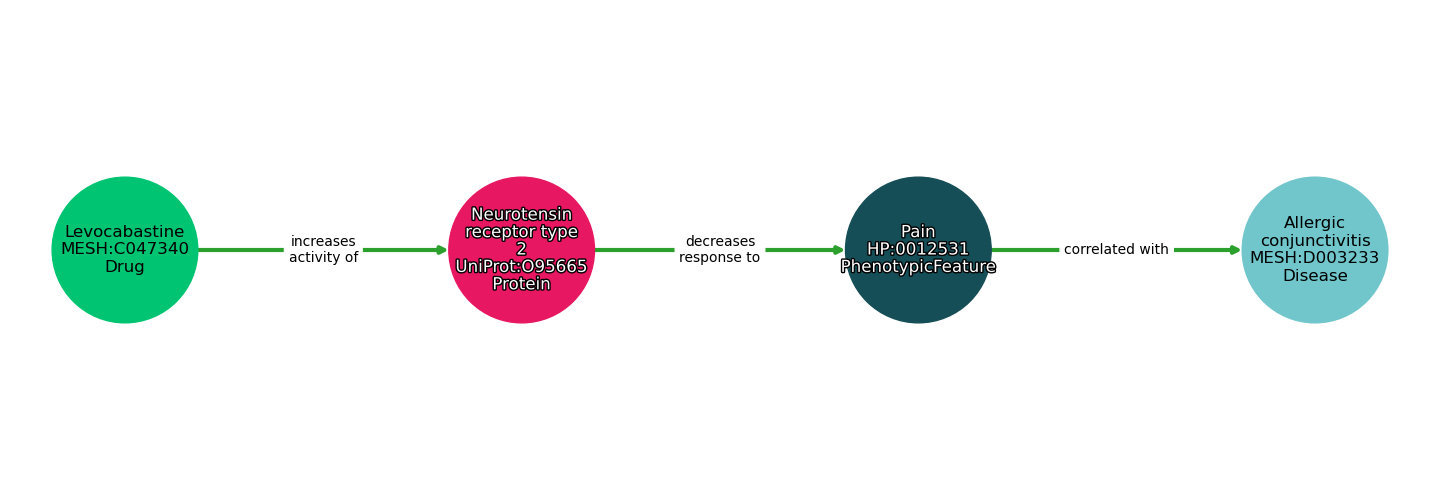 Levocabastine
MESH:C047340
Drug
increases
activity of
Neurotensin
receptor type
2
UniProt:O95665
Protein
decreases
response to
Pain
HP:0012531
PhenotypicFeature
correlated with
Allergic
conjunctivitis
MESH:D003233
Disease